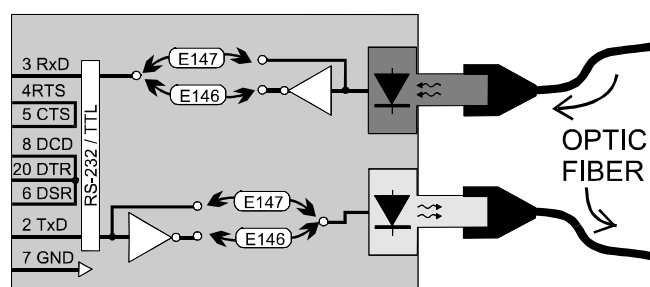 3 RxD
4RTS
5 CTS
8 DCD
20 DTR
6 DSR
2 TxD
7 GND
RS-232 / TTL
E147
E146
E147
E146
OPTIC
FIBER